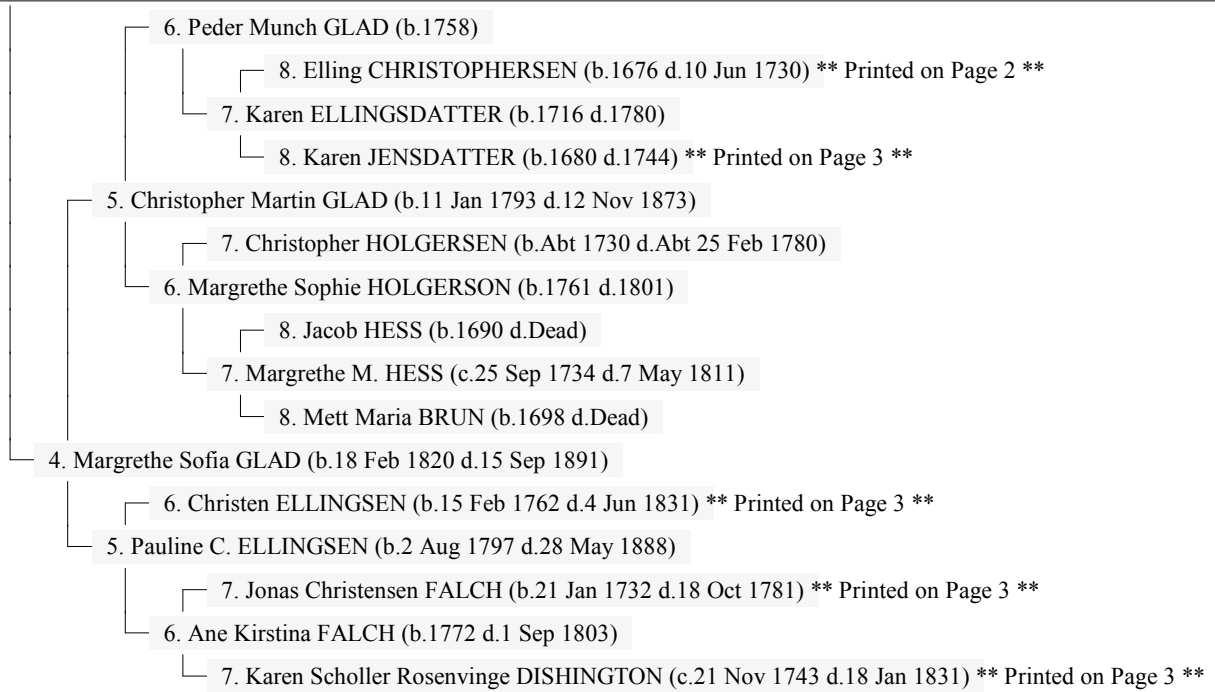 6. Peder Munch GLAD (b.1758)
8. Elling CHRISTOPHERSEN (b.1676 d.10 Jun 1730) ** Printed on Page 2 **
7. Karen ELLINGSDATTER (b.1716 d.1780)
8. Karen JENSDATTER (b.1680 d.1744) ** Printed on Page 3 **
5. Christopher Martin GLAD (b.11 Jan 1793 d.12 Nov 1873)
7. Christopher HOLGERSEN (b.Abt 1730 d.Abt 25 Feb 1780)
6. Margrethe Sophie HOLGERSON (b.1761 d.1801)
8. Jacob HESS (b.1690 d.Dead)
7. Margrethe M. HESS (c.25 Sep 1734 d.7 May 1811)
8. Mett Maria BRUN (b.1698 d.Dead)
4. Margrethe Sofia GLAD (b.18 Feb 1820 d.15 Sep 1891)
6. Christen ELLINGSEN (b.15 Feb 1762 d.4 Jun 1831) ** Printed on Page 3 **
5. Pauline C. ELLINGSEN (b.2 Aug 1797 d.28 May 1888)
7. Jonas Christensen FALCH (b.21 Jan 1732 d.18 Oct 1781) ** Printed on Page 3 **
6. Ane Kirstina FALCH (b.1772 d.1 Sep 1803)
7. Karen Scholler Rosenvinge DISHINGTON (c.21 Nov 1743 d.18 Jan 1831) ** Printed on Page 3 **